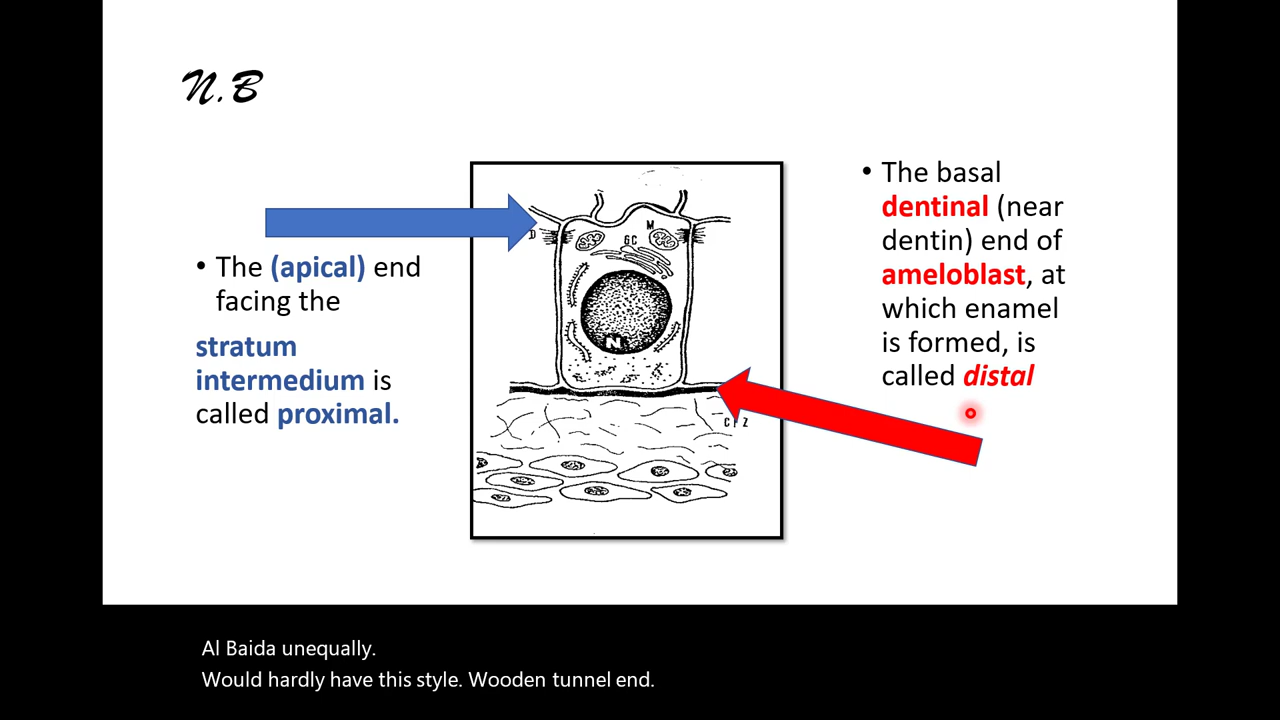 N.B
• The (apical) end
facing the
stratum
intermedium is
called proximal.
D
M
GC
N
• The basal
dentinal (near
dentin) end of
ameloblast, at
which enamel
is formed, is
called distal
CFZ
Al Baida unequally.
Would hardly have this style. Wooden tunnel end.